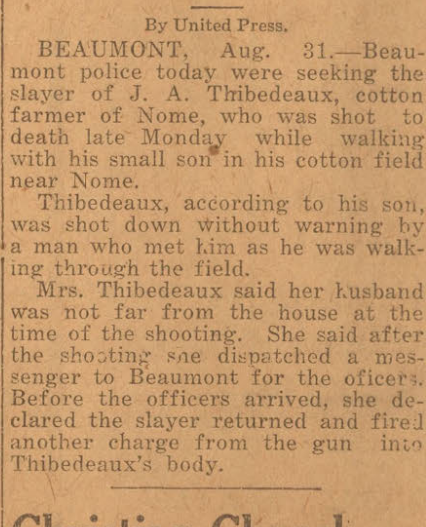 By United Press.
BEAUMONT, Aug. 31.—Beau-
mont police today were seeking the
slayer of J. A. Thibedeaux, cotton
farmer of Nome, who was shot to
death late Monday while walking
with his small son in his cotton field
near Nome.
Thibedeaux, according to his son,
was shot down without warning by
a man who met him as he was walk-
ing through the field.
Mrs. Thibedeaux said her husband
was not far from the house at the
time of the shooting. She said after
the shooting she dispatched a mes-
senger to Beaumont for the oficers.
Before the officers arrived, she de-
clared the slayer returned and fired
another charge from the gun into
Thibedeaux's body.